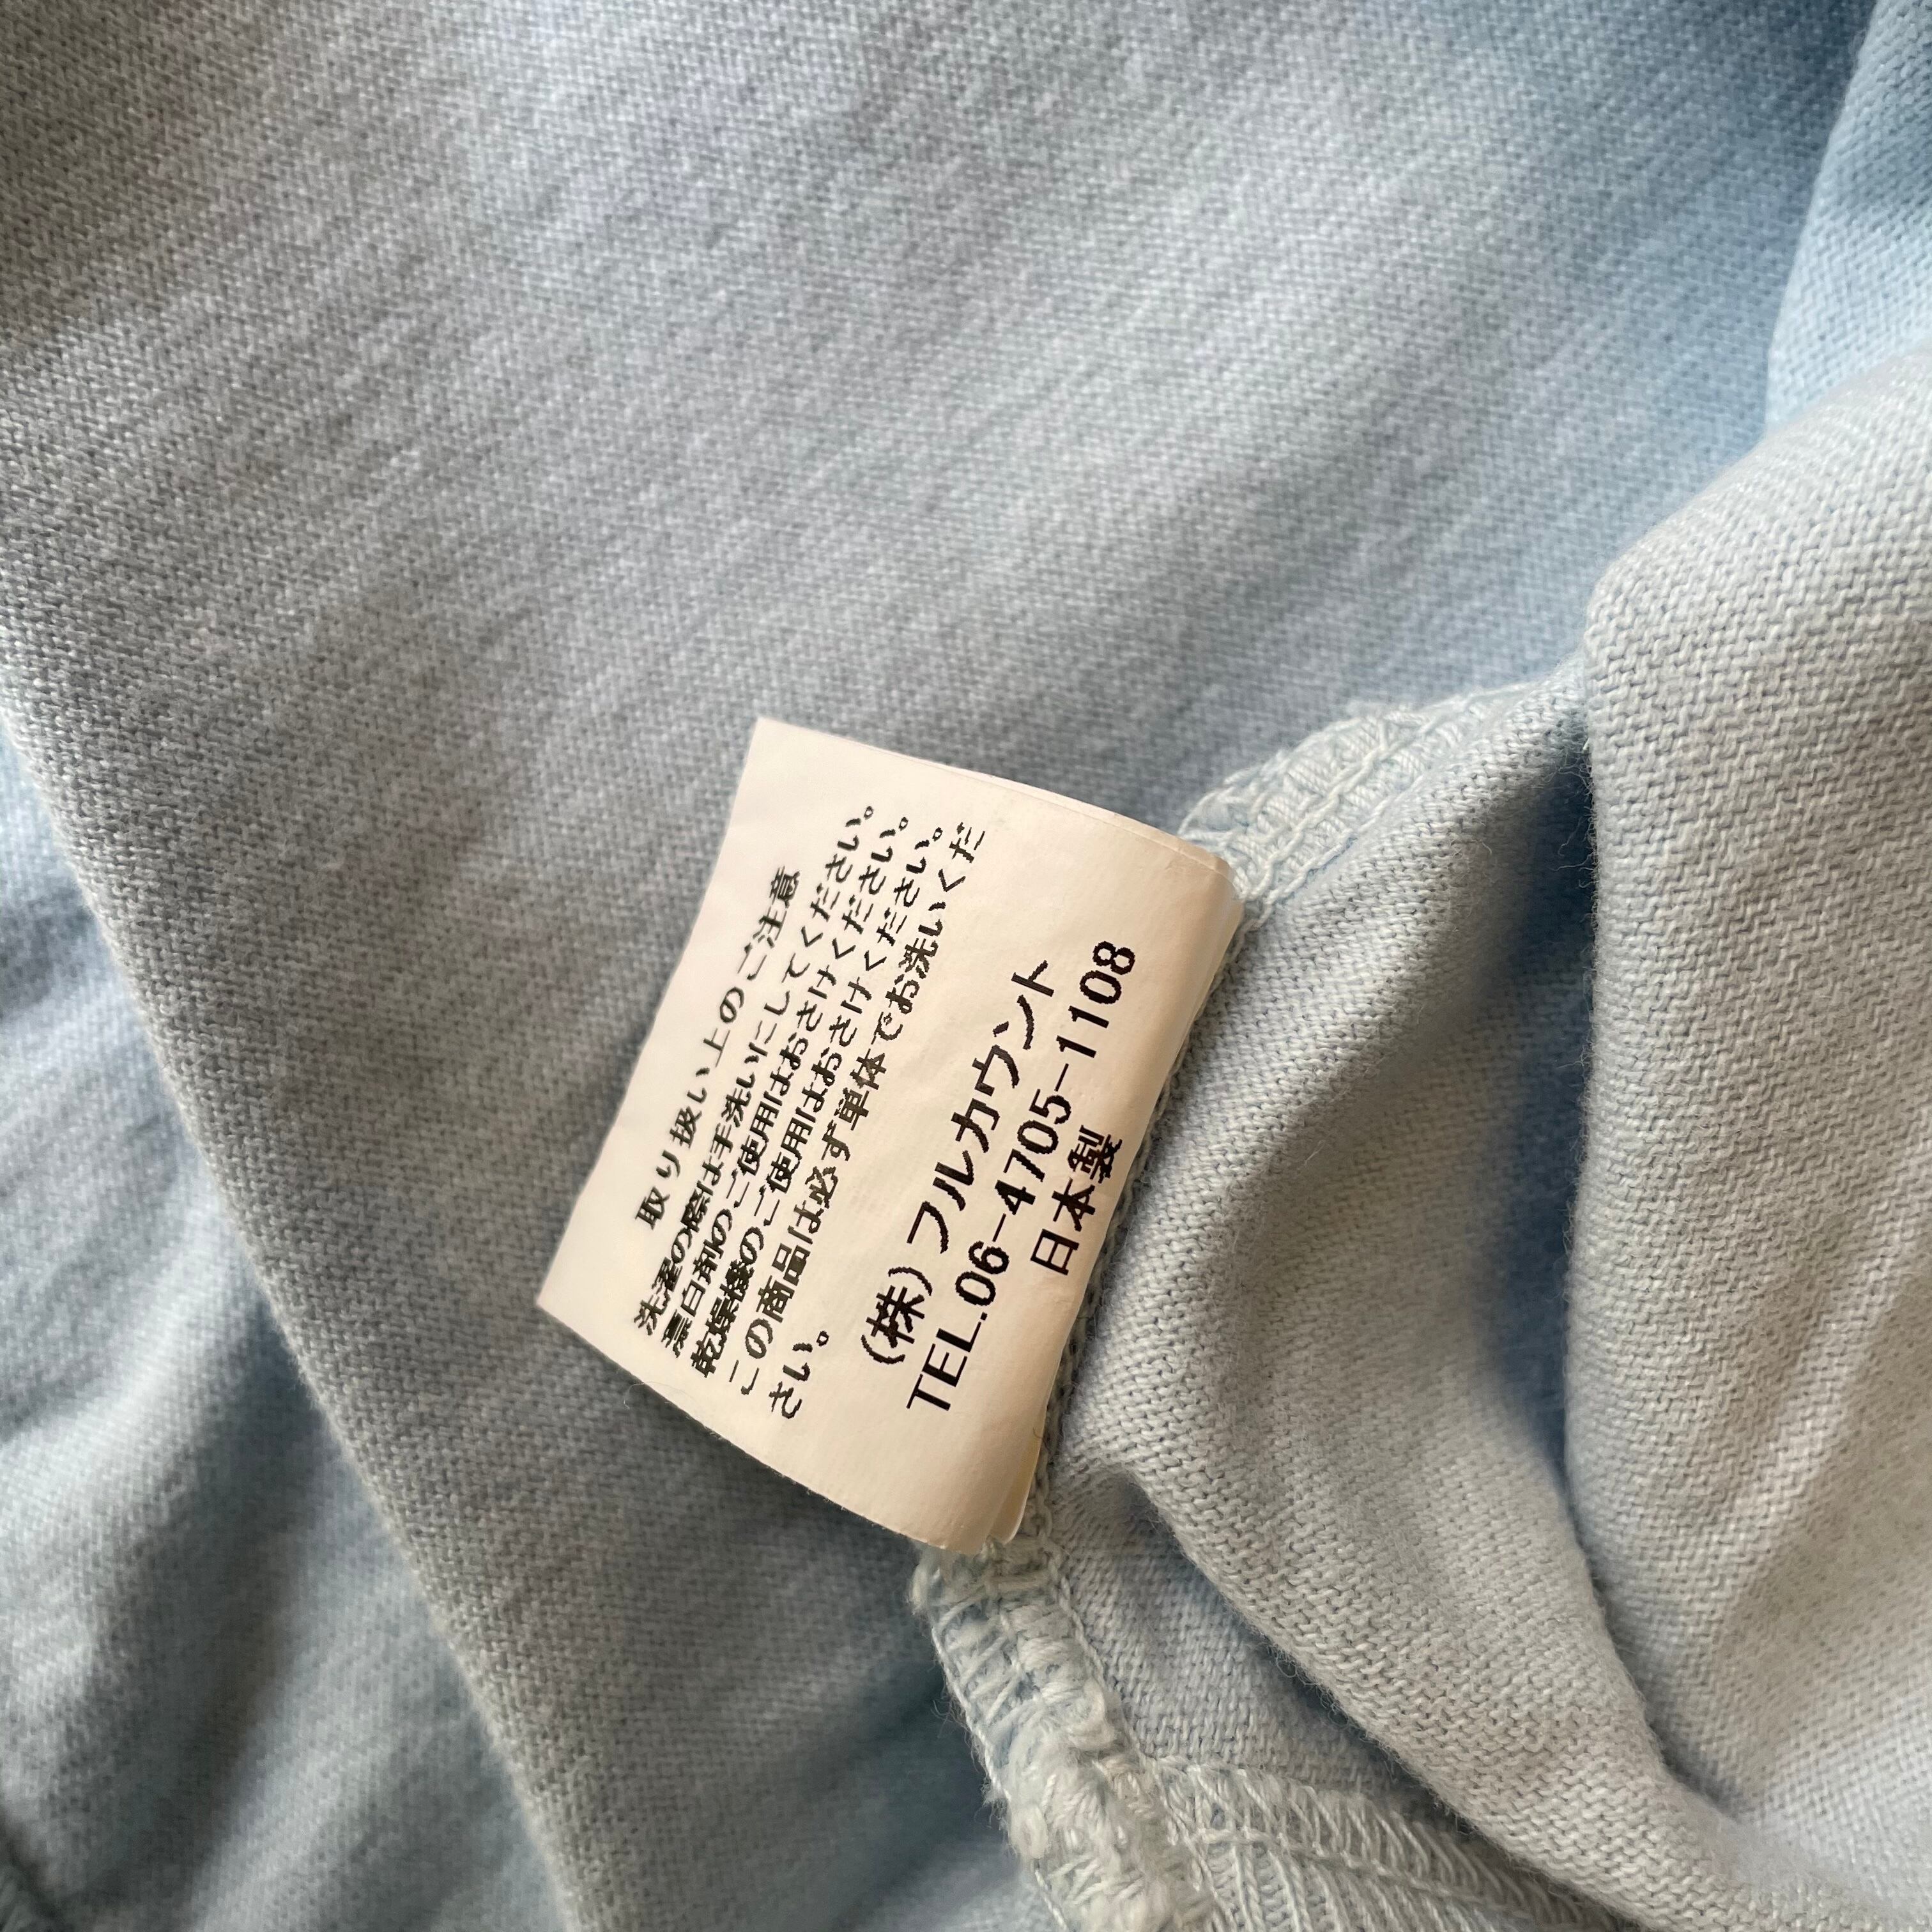 取り扱い上のご注意
洗濯の際は手洗いにしてください。
漂白剤のご使用はおさけください。
乾燥機のご使用はおさけください。
この商品は必ず単体でお洗いくだ
さい。
(株)フルカウント
TEL.06-4705-1108
日本製